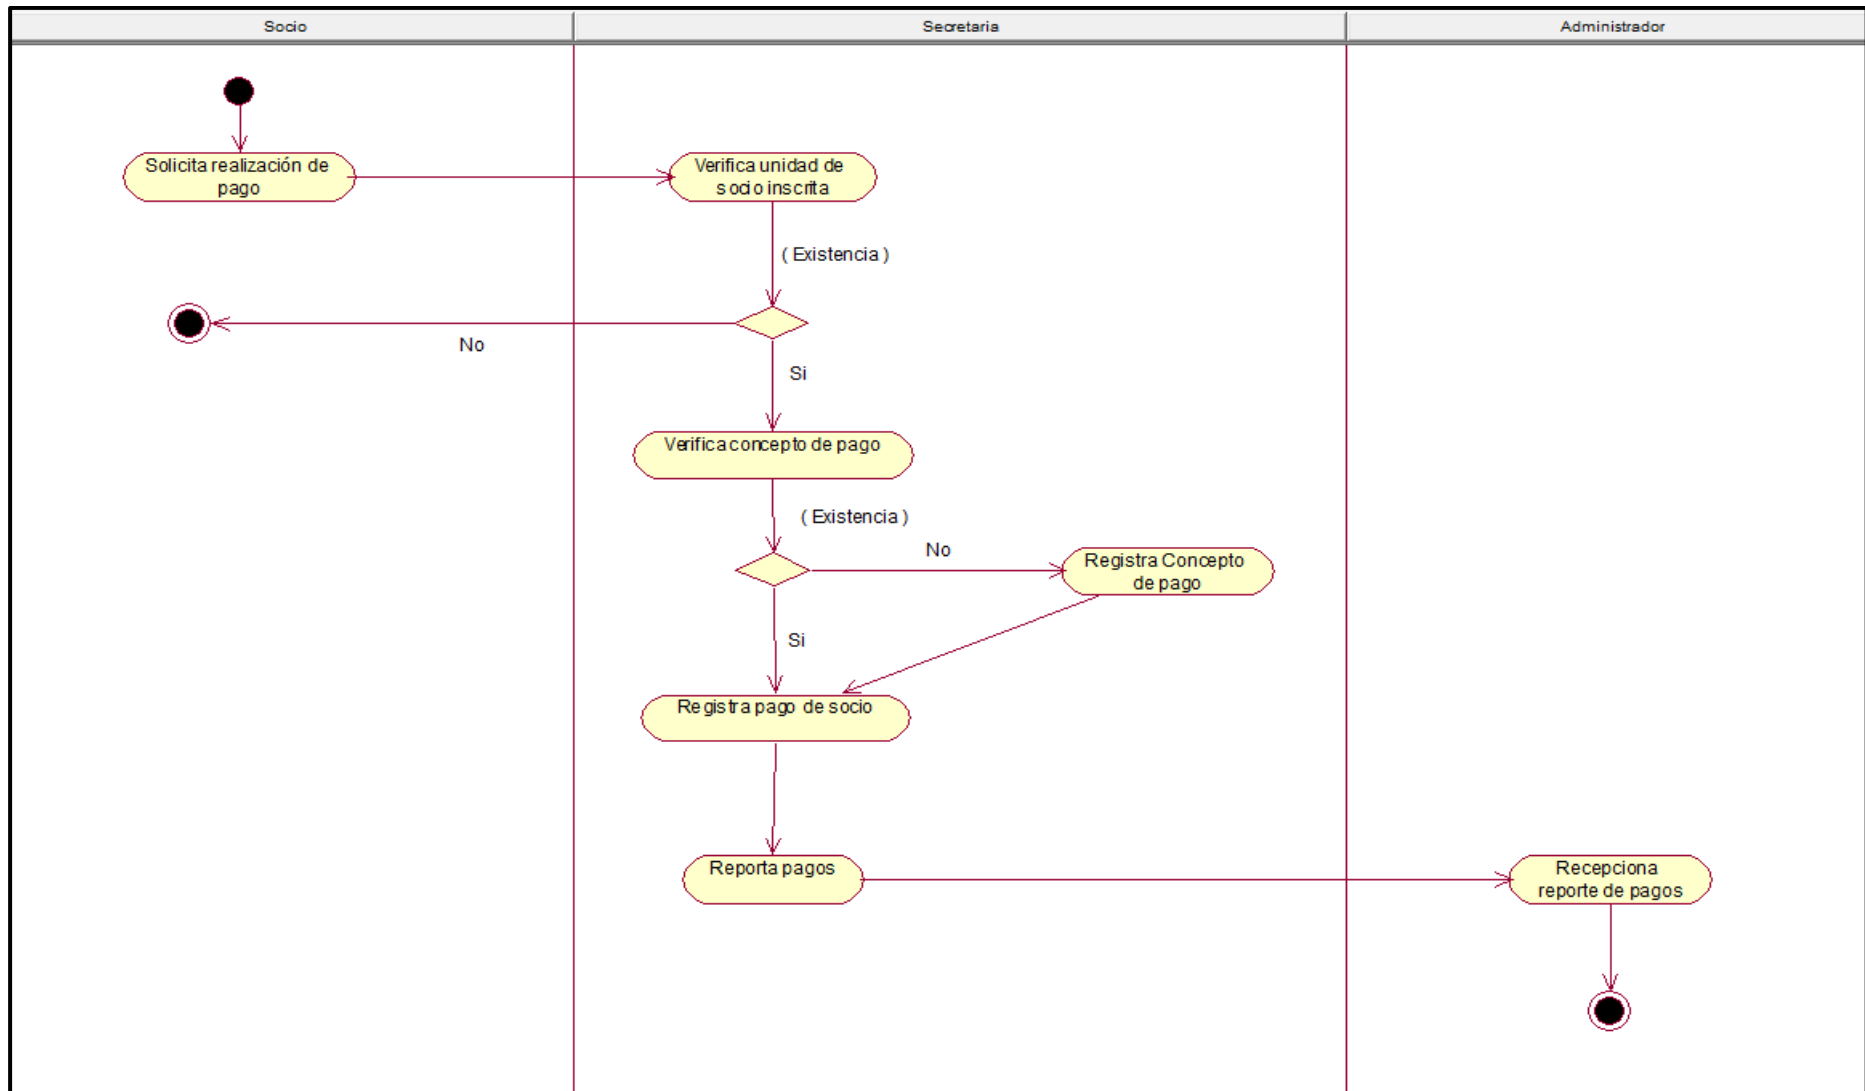 Socio
Secretaria
Administrador
Solicita realización de
pago
Verifica unidad de
socio inscrita
( Existencia )
No
Si
Verifica concepto de pago
( Existencia )
No
Registra Concepto
de pago
Si
Registra pago de socio
Reporta pagos
Recepciona
reporte de pagos